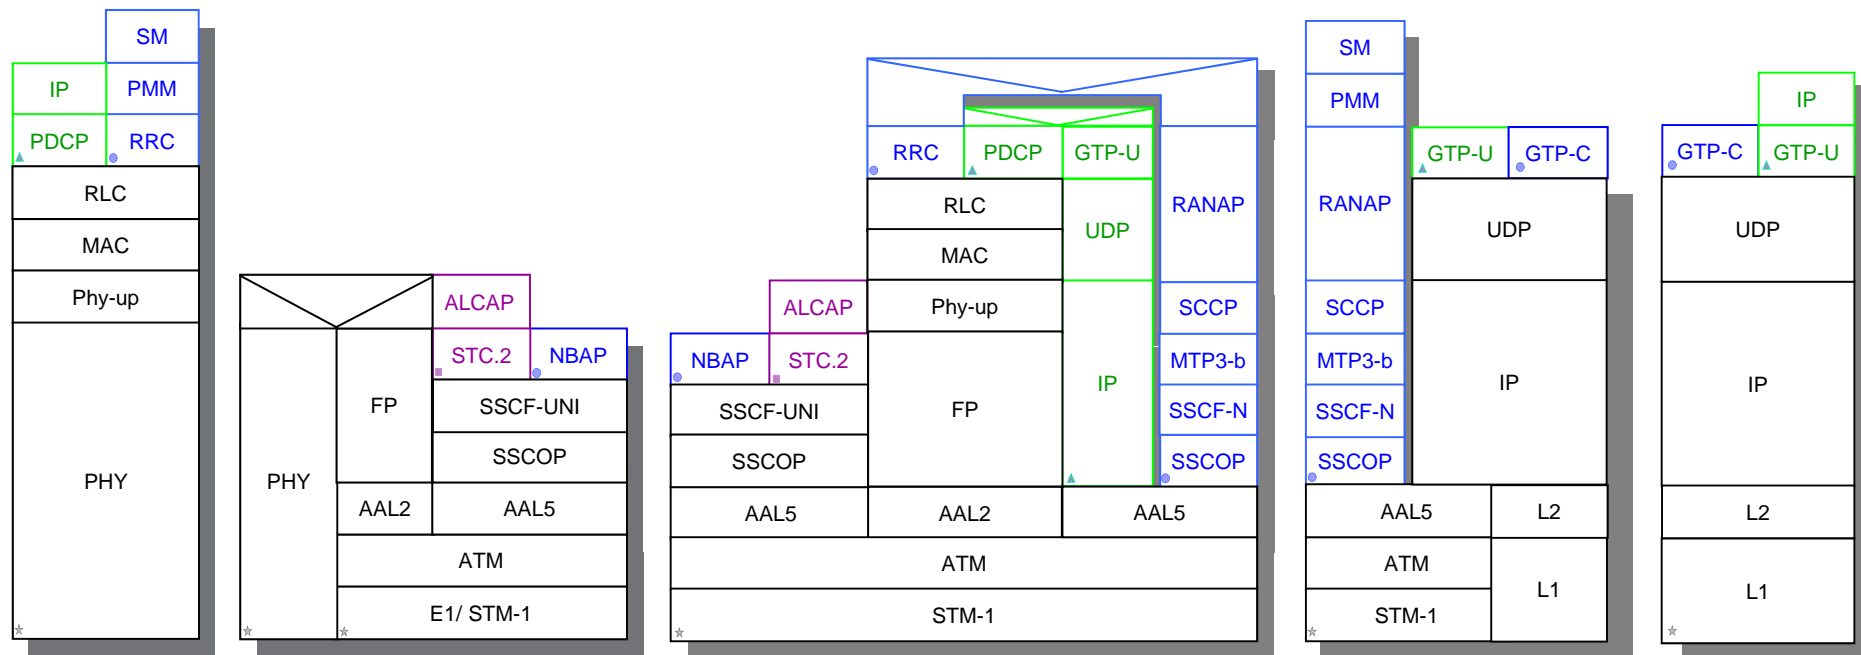 SM
IP PMM
PDCP RRC
RLC
MAC
Phy-up
PHY
ALCAP
STC.2 NBAP
FP
SSCF-UNI
SSCOP
PHY
AAL2 AAL5
ATM
E1/ STM-1
RRC PDCP GTP-U
RLC
RANAP
UDP
MAC
ALCAP Phy-up SCCP
NBAP STC.2 MTP3-b
IP
SSCF-UNI FP SSCF-N
SSCOP SSCOP
AAL5 AAL2 AAL5
ATM
STM-1
SM
PMM
GTP-U GTP-C
RANAP
UDP
SCCP
MTP3-b
IP
SSCF-N
SSCOP
AAL5 L2
ATM
L1
STM-1
IP
GTP-C GTP-U
UDP
IP
L2
L1